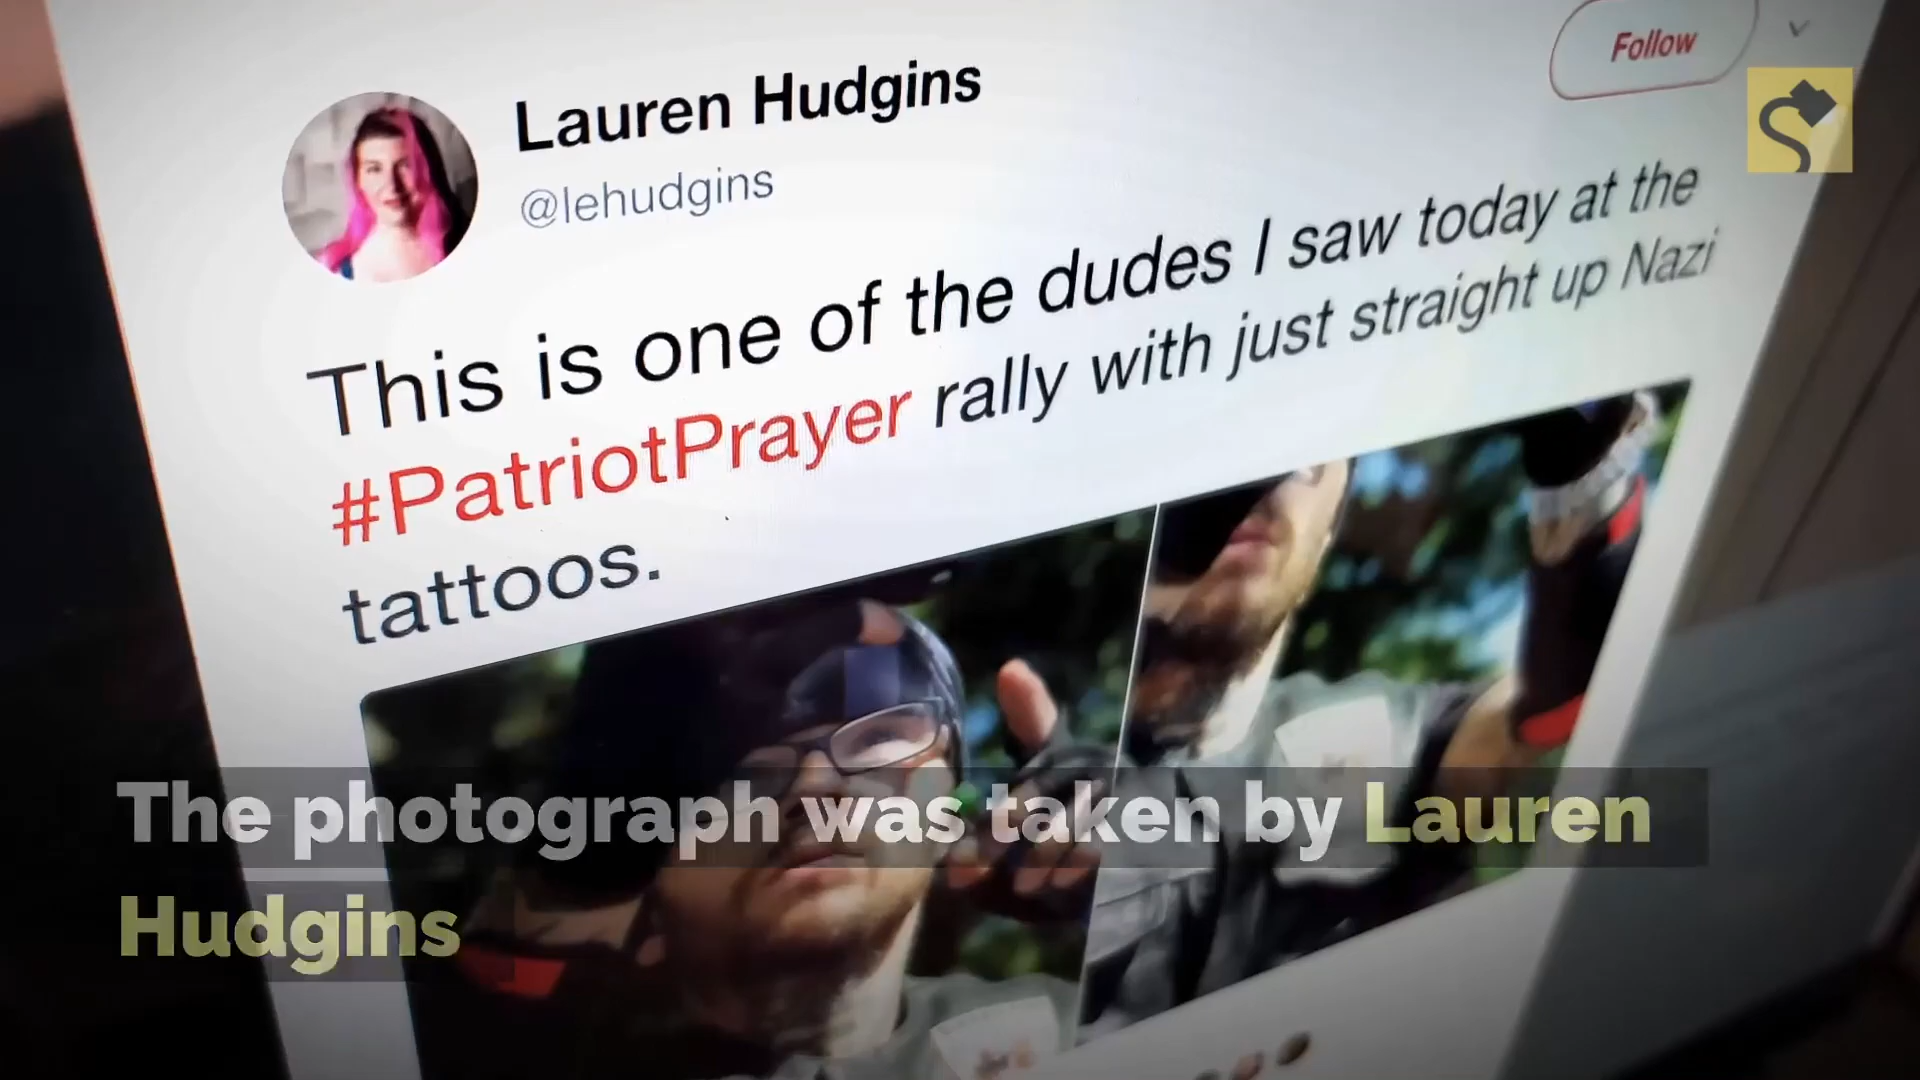 Follow
Lauren Hudgins
@lehudgins
This is one of the dudes I saw today at the
#PatriotPrayer rally with just straight up Nazi
tattoos.
The photograph was taken by Lauren
Hudgins